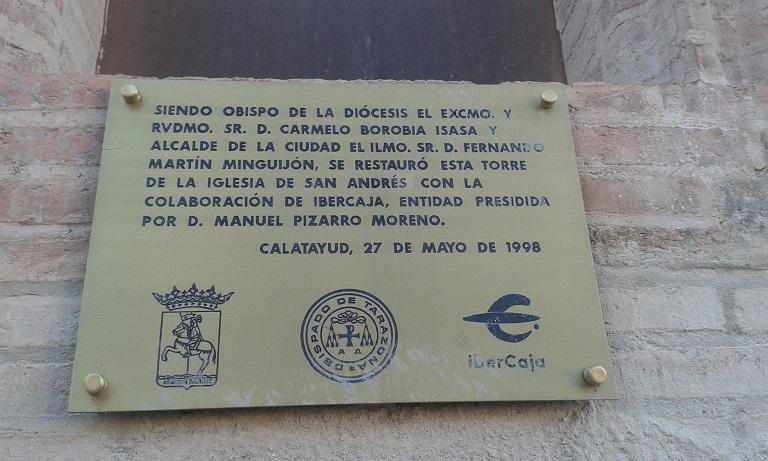 SIENDO OBISPO DE LA DIÓCESIS EL EXCMO. Y
RVDMO. SR. D. CARMELO BOROBIA ISASA Y
ALCALDE DE LA CIUDAD EL ILMO. SR. D. FERNANDO
MARTÍN MINGUIJÓN, SE RESTAURÓ ESTA TORRE
DE LA IGLESIA DE SAN ANDRÉS CON LA
COLABORACIÓN DE IBERCAJA, ENTIDAD PRESIDIDA
POR D. MANUEL PIZARRO MORENO.
CALATAYUD, 27 DE MAYO DE 1998
OBISPADO DE TARAZONA
Α Ω
iberCaja